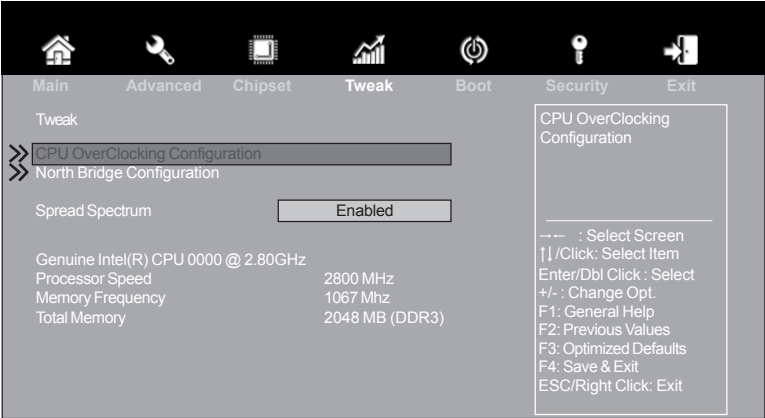 Main Advanced Chipset Tweak Boot Security Exit
Tweak
CPU OverClocking Configuration
North Bridge Configuration
Spread Spectrum Enabled
Genuine Intel(R) CPU 0000 @ 2.80GHz
Processor Speed 2800 MHz
Memory Frequency 1067 Mhz
Total Memory 2048 MB (DDR3)
CPU OverClocking
Configuration
→← : Select Screen
↑↓/Click: Select Item
Enter/Dbl Click : Select
+/- : Change Opt.
F1: General Help
F2: Previous Values
F3: Optimized Defaults
F4: Save & Exit
ESC/Right Click: Exit